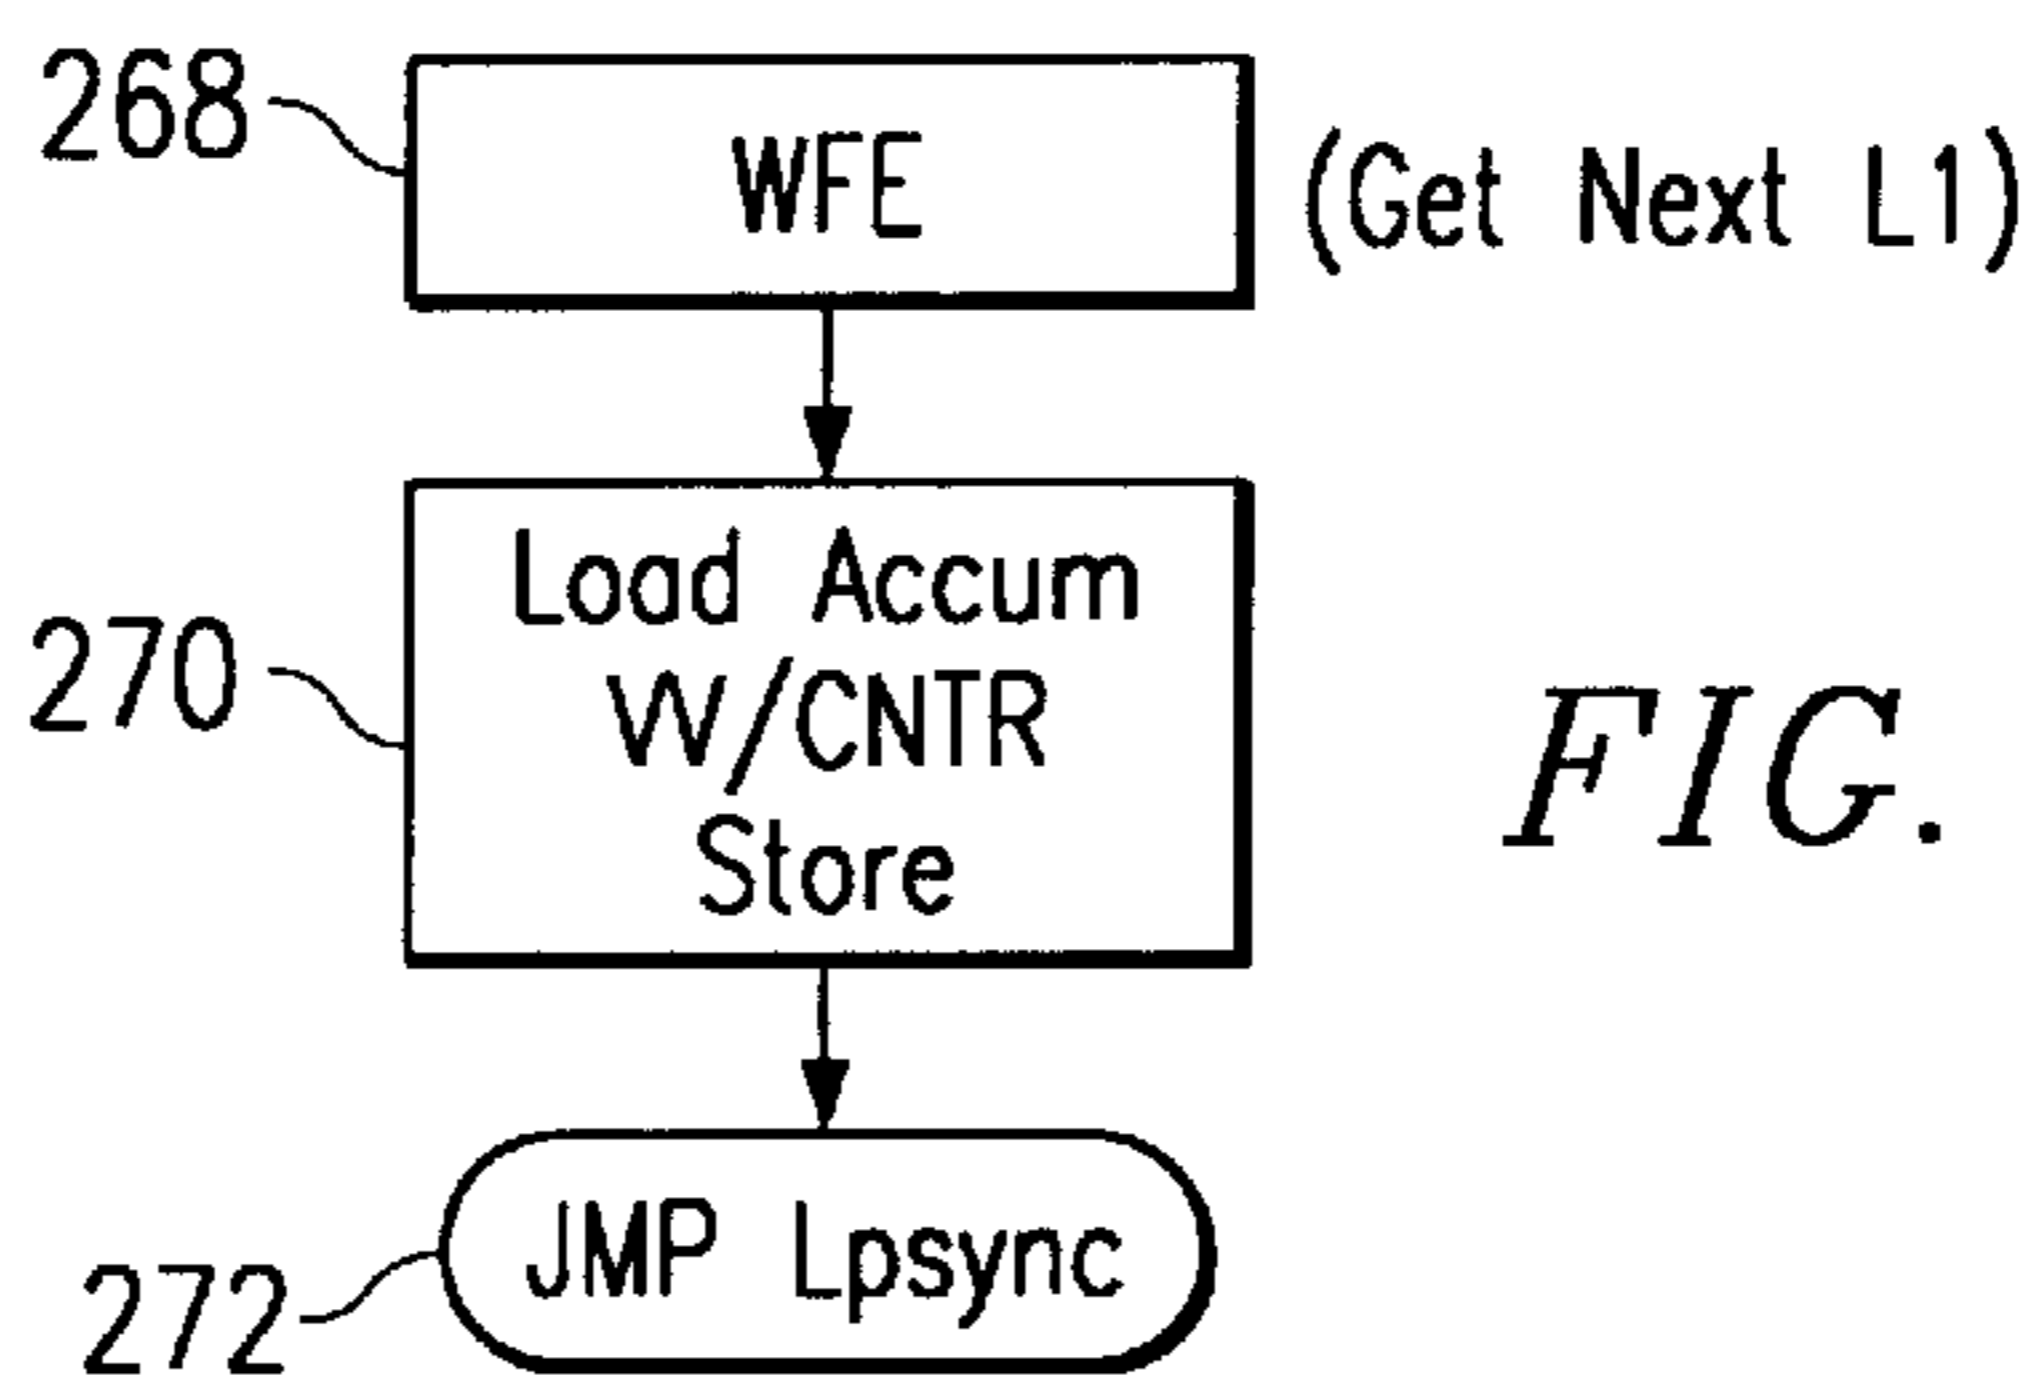 268
WFE
(Get Next L1)
270
Load Accum
W/CNTR
Store
FIG.
272
JMP Lpsync